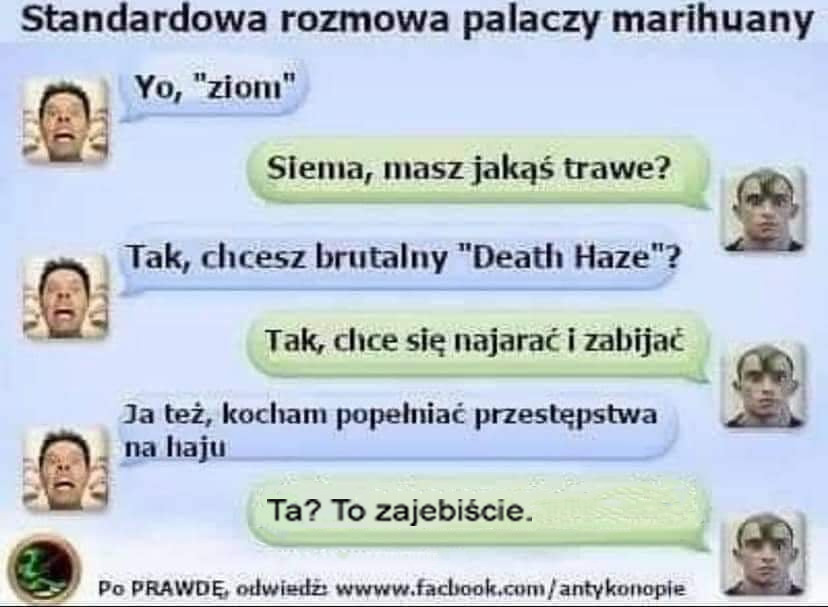 Standardowa rozmowa palaczy marihuany
Yo, "ziom"
Siema, masz jakąś trawe?
Tak, chcesz brutalny "Death Haze"?
Tak, chce się najarać i zabijać
Ja też, kocham popełniać przestępstwa
na haju
Ta? To zajebiście.
Po PRAWDĘ, odwiedź: wwww.facbook.com/antykonopie